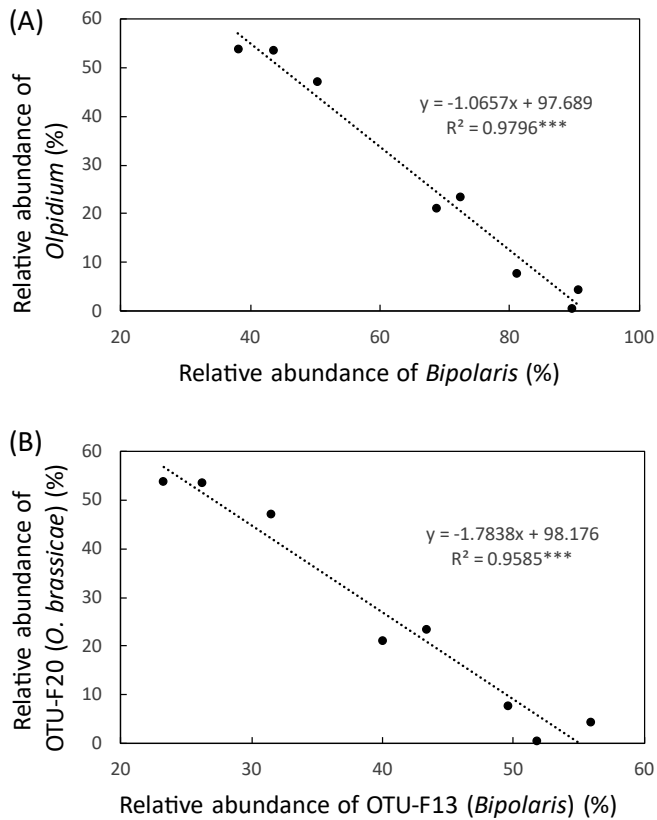 (A)
60
50
40
30
20
10
0
Relative abundance of
Olpidium (%)
y = -1.0657x + 97.689
R² = 0.9796***
20 40 60 80 100
Relative abundance of Bipolaris (%)
(B)
60
50
40
30
20
10
0
Relative abundance of
OTU-F20 (O. brassicae) (%)
y = -1.7838x + 98.176
R² = 0.9585***
20 30 40 50 60
Relative abundance of OTU-F13 (Bipolaris) (%)